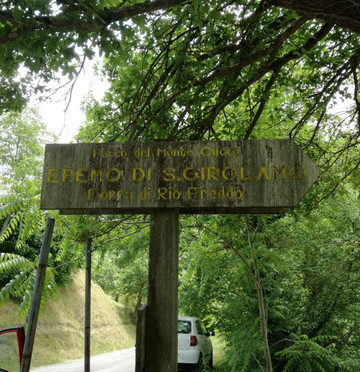 Parco del Monte Cucco
EREMO DI S.GIROLAMO
Forra di Rio Freddo